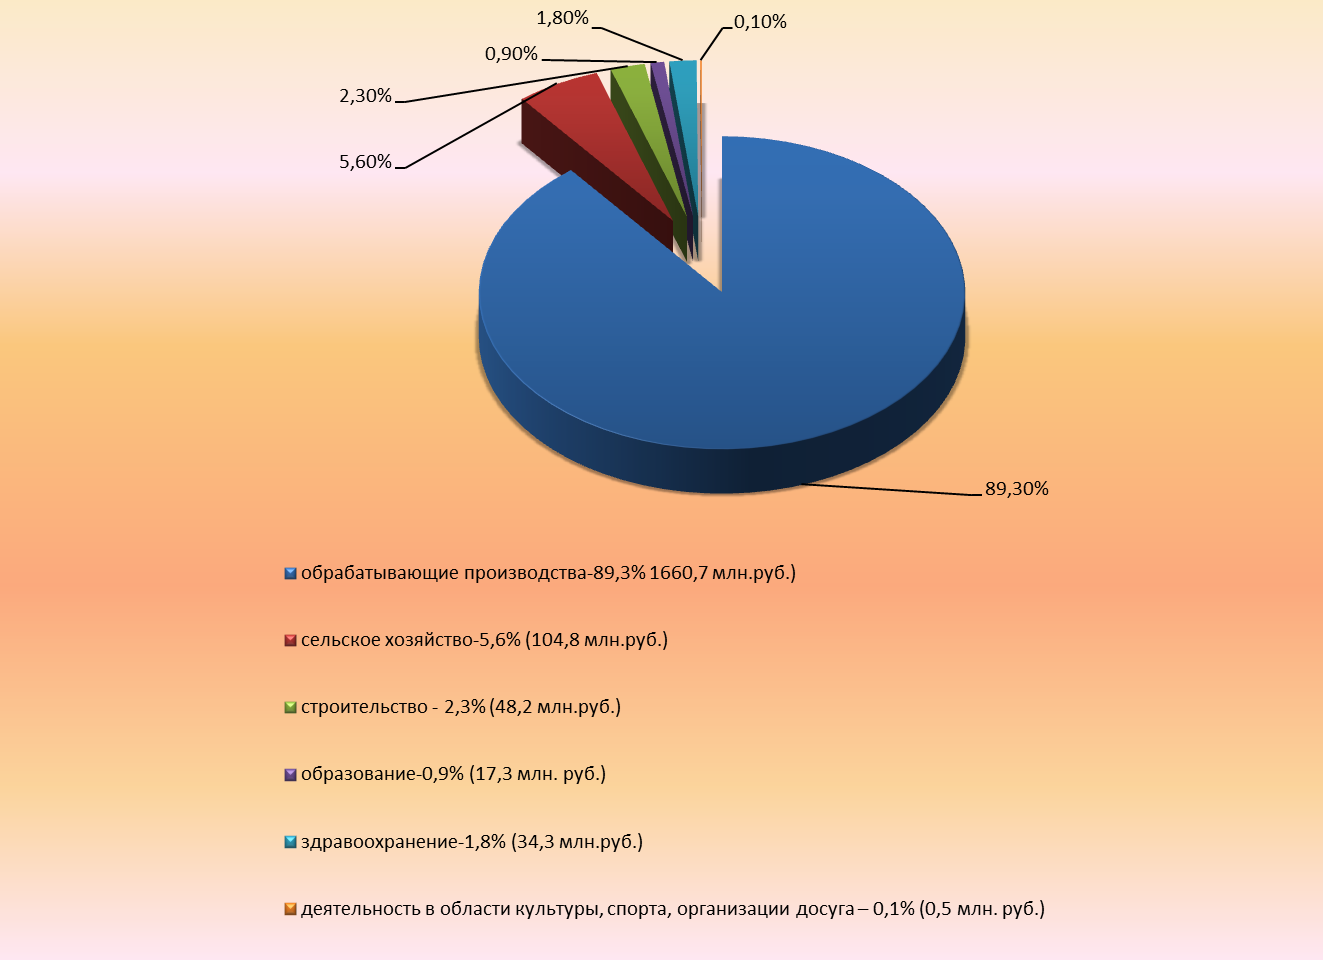 1,80%
0,10%
0,90%
2,30%
5,60%
89,30%
обрабатывающие производства-89,3% 1660,7 млн.руб.)
сельское хозяйство-5,6% (104,8 млн.руб.)
строительство - 2,3% (48,2 млн.руб.)
образование-0,9% (17,3 млн. руб.)
здравоохранение-1,8% (34,3 млн.руб.)
деятельность в области культуры, спорта, организации досуга – 0,1% (0,5 млн. руб.)